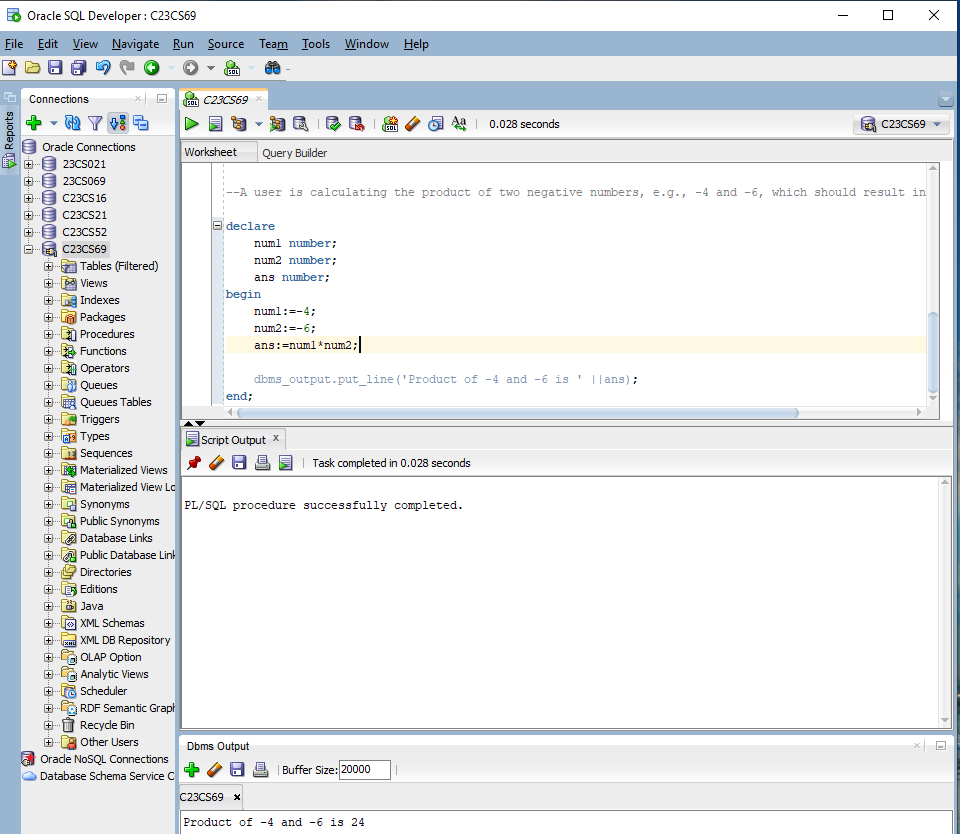 Oracle SQL Developer : C23CS69
File Edit View Navigate Run Source Team Tools Window Help
Connections
Reports
Oracle Connections
23CS021
23CS069
C23CS16
C23CS21
C23CS52
C23CS69
Tables (Filtered)
Views
Indexes
Packages
Procedures
Functions
Operators
Queues
Queues Tables
Triggers
Types
Sequences
Materialized Views
Materialized View Lo
Synonyms
Public Synonyms
Database Links
Public Database Link
Directories
Editions
Java
XML Schemas
XML DB Repository
OLAP Option
Analytic Views
Scheduler
RDF Semantic Graph
Recycle Bin
Other Users
Oracle NoSQL Connections
Database Schema Service C
C23CS69
0.028 seconds
C23CS69
Worksheet Query Builder
--A user is calculating the product of two negative numbers, e.g., -4 and -6, which should result in
declare
num1 number;
num2 number;
ans number;
begin
num1:=-4;
num2:=-6;
ans:=num1*num2;
dbms_output.put_line('Product of -4 and -6 is ' ||ans);
end;
Script Output
Task completed in 0.028 seconds
PL/SQL procedure successfully completed.
Dbms Output
Buffer Size: 20000
C23CS69
Product of -4 and -6 is 24